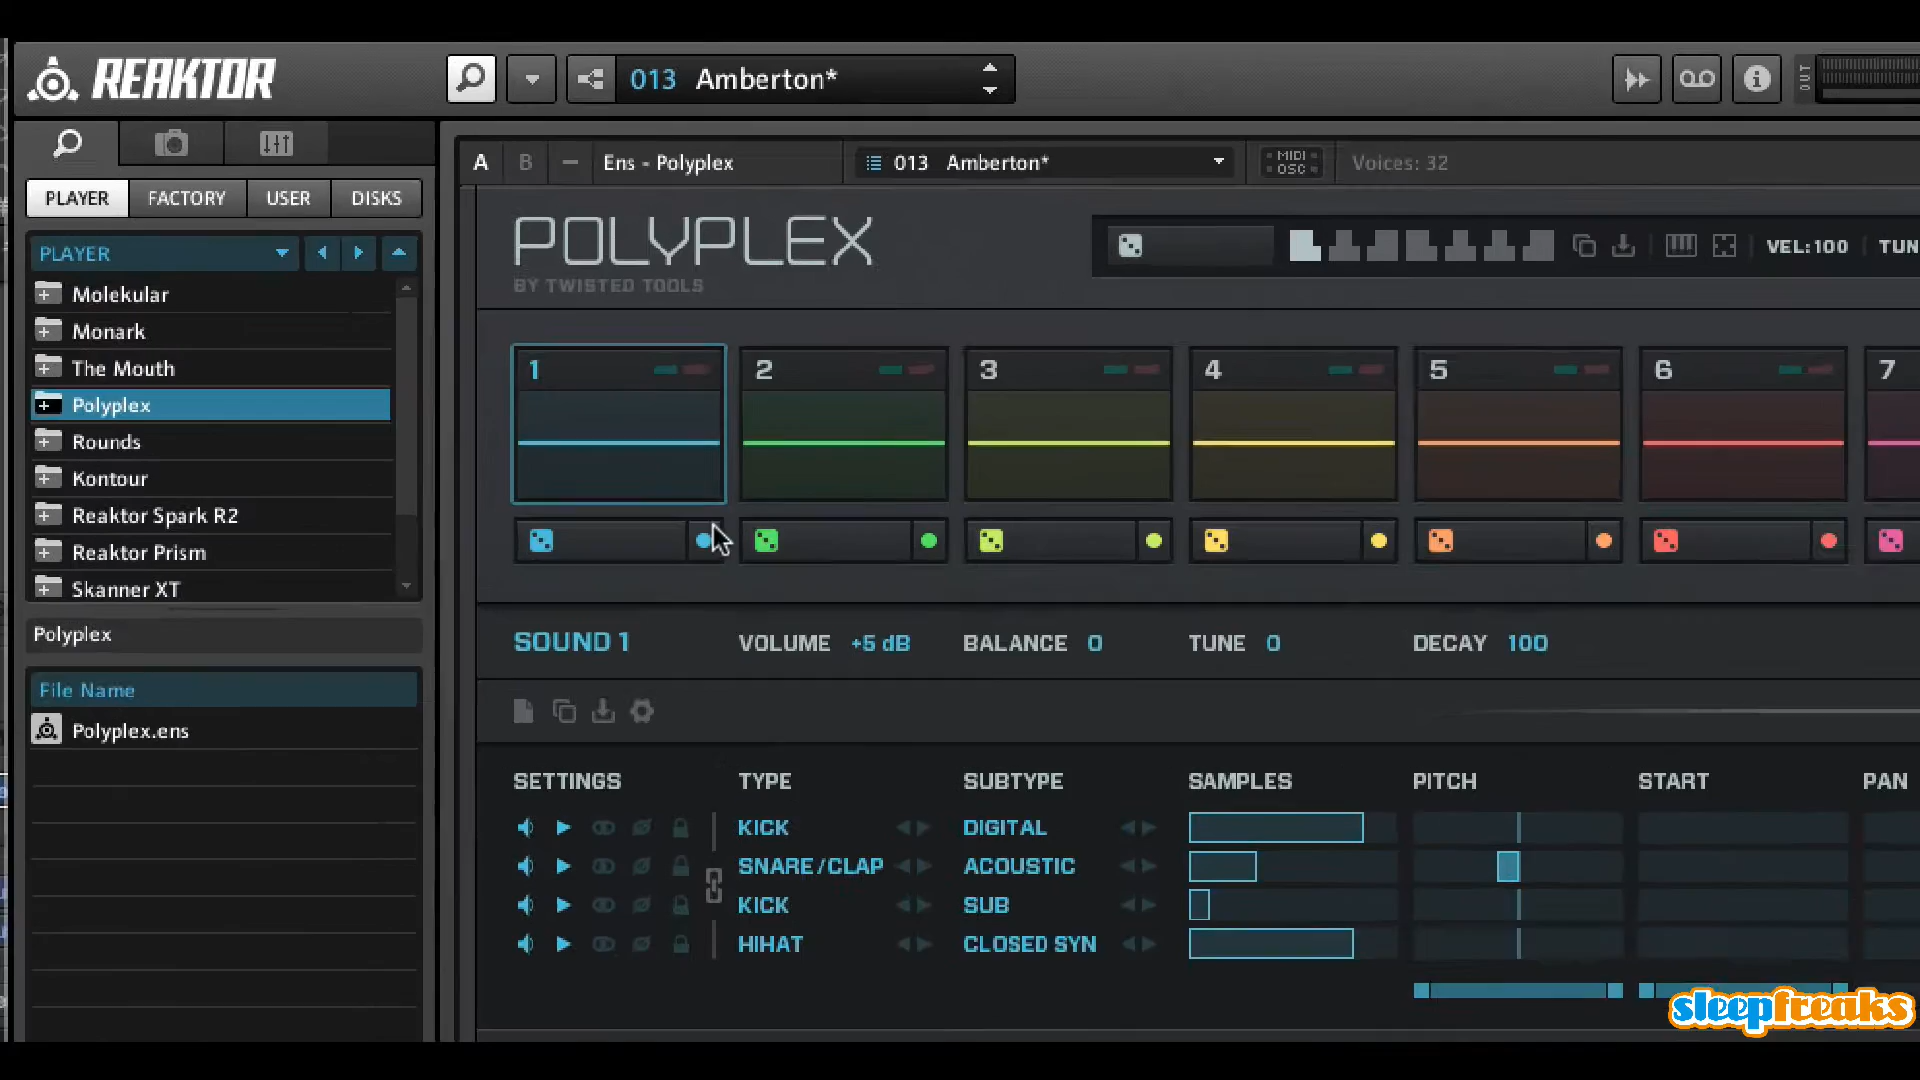 REAKTOR
013 Amberton*
OUT
A B Ens - Polyplex 013 Amberton* MIDI OSC Voices: 32
PLAYER FACTORY USER DISKS
PLAYER
Molekular
Monark
The Mouth
Polyplex
Rounds
Kontour
Reaktor Spark R2
Reaktor Prism
Skanner XT
Polyplex
File Name
Polyplex.ens
POLYPLEX
BY TWISTED TOOLS
VEL:100 TUN
1 2 3 4 5 6 7
SOUND 1 VOLUME +5 dB BALANCE 0 TUNE 0 DECAY 100
SETTINGS TYPE SUBTYPE SAMPLES PITCH START PAN
KICK DIGITAL
SNARE/CLAP ACOUSTIC
KICK SUB
HIHAT CLOSED SYN
sleepfreaks